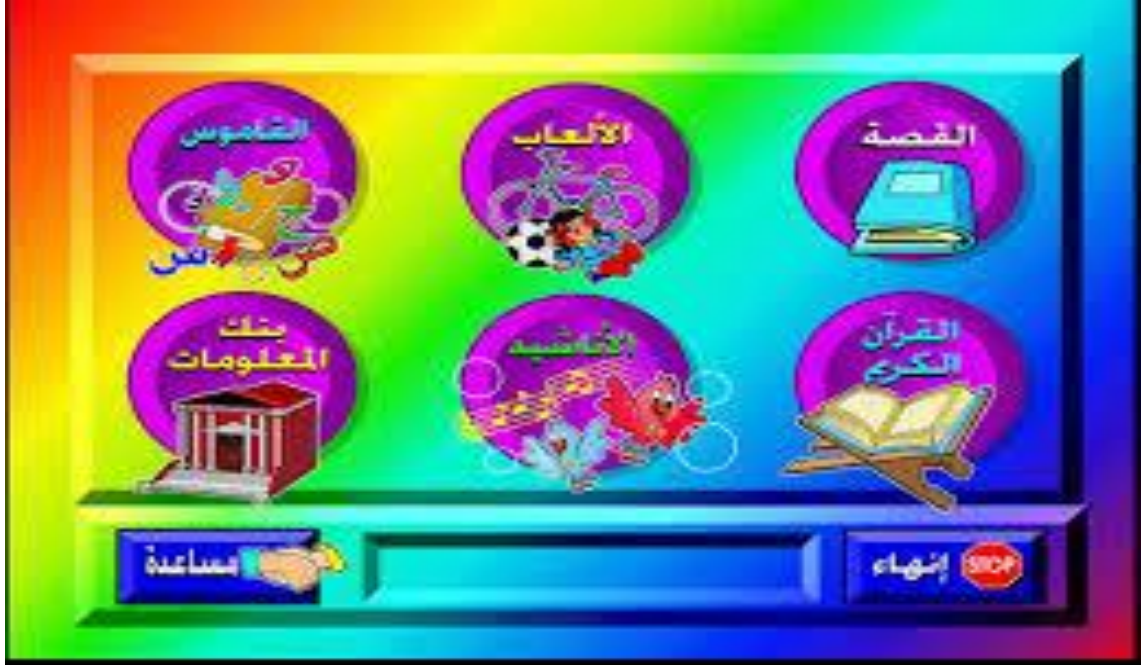 القصة
الألعاب
القاموس
القرآن
الكريم
الأناشيد
بنك
المعلومات
س ص
إنهاء STOP
مساعدة